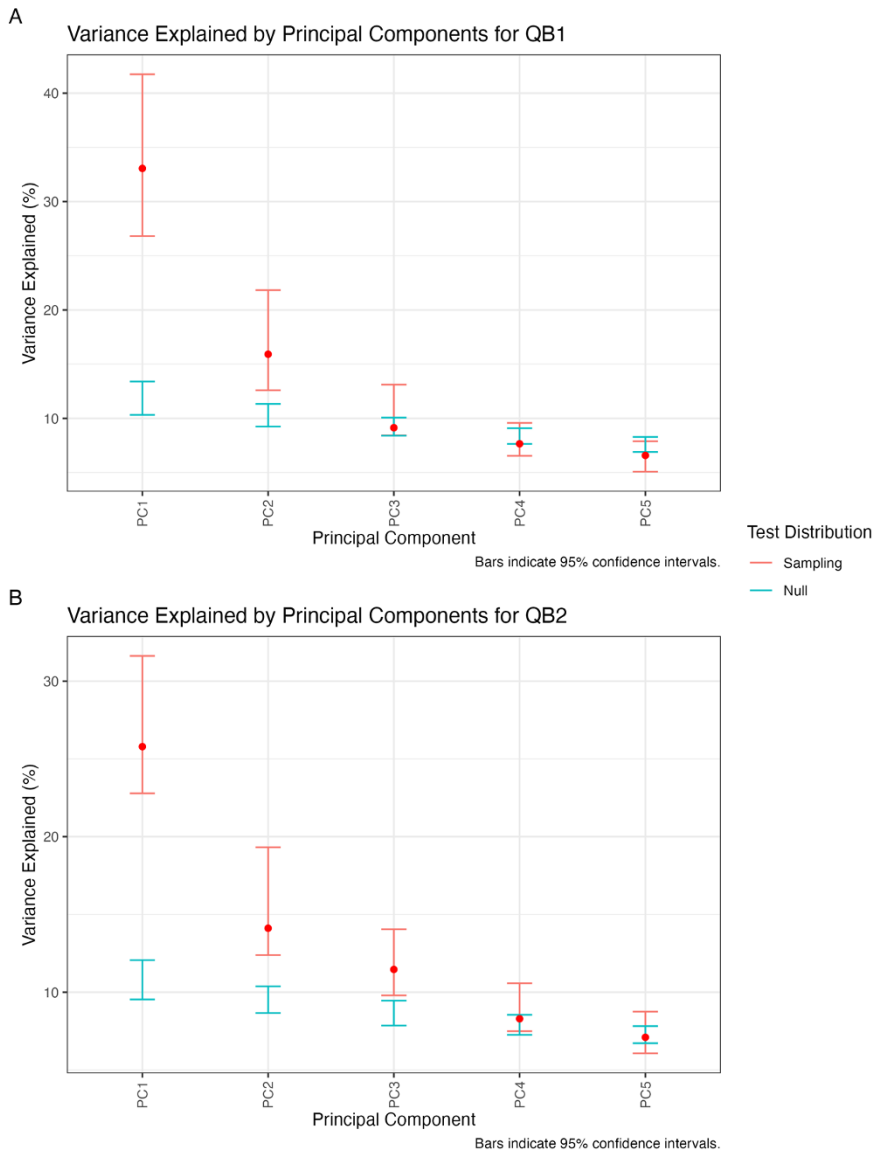 A
Variance Explained by Principal Components for QB1
Variance Explained (%)
40
30
20
10
PC1
PC2
PC3
PC4
PC5
Principal Component
Bars indicate 95% confidence intervals.
Test Distribution
Sampling
Null
B
Variance Explained by Principal Components for QB2
Variance Explained (%)
30
20
10
PC1
PC2
PC3
PC4
PC5
Principal Component
Bars indicate 95% confidence intervals.